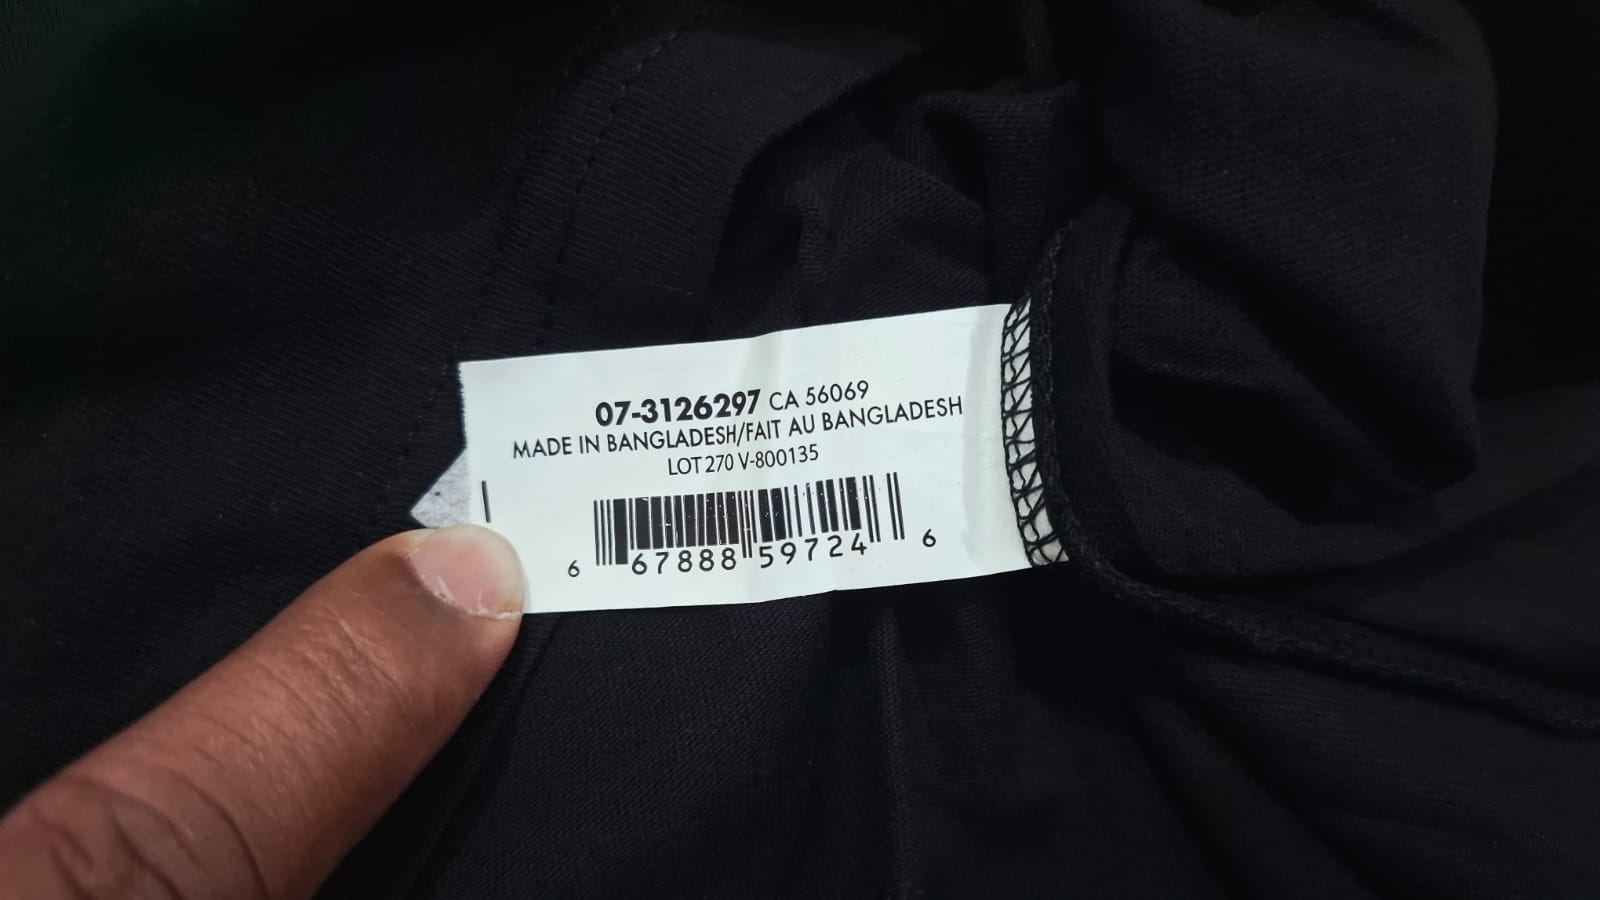 07-3126297 CA 56069
MADE IN BANGLADESH/FAIT AU BANGLADESH
LOT 270 V-800135
6 67888 59724 6